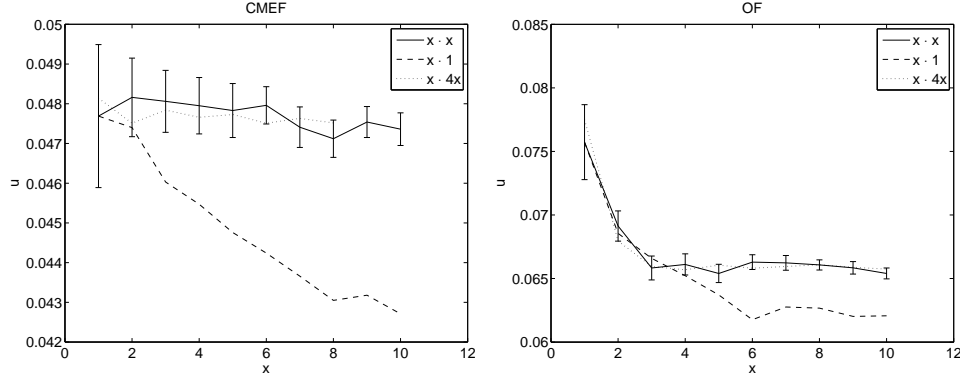 CMEF
0.05
0.049
0.048
0.047
0.046
0.045
0.044
0.043
0.042
u
0 2 4 6 8 10 12
x
x · x
x · 1
x · 4x
OF
0.085
0.08
0.075
0.07
0.065
0.06
u
0 2 4 6 8 10 12
x
x · x
x · 1
x · 4x